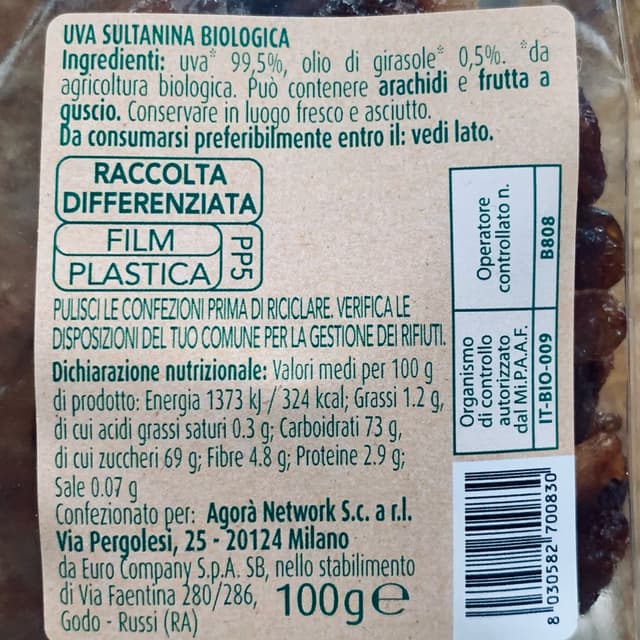 UVA SULTANINA BIOLOGICA
Ingredienti: uva* 99,5%, olio di girasole* 0,5%. *da
agricoltura biologica. Può contenere arachidi e frutta a
guscio. Conservare in luogo fresco e asciutto.
Da consumarsi preferibilmente entro il: vedi lato.
RACCOLTA
DIFFERENZIATA
FILM
PLASTICA
PP5
PULISCI LE CONFEZIONI PRIMA DI RICICLARE. VERIFICA LE
DISPOSIZIONI DEL TUO COMUNE PER LA GESTIONE DEI RIFIUTI.
Dichiarazione nutrizionale: Valori medi per 100 g
di prodotto: Energia 1373 kJ / 324 kcal; Grassi 1.2 g,
di cui acidi grassi saturi 0.3 g; Carboidrati 73 g,
di cui zuccheri 69 g; Fibre 4.8 g; Proteine 2.9 g;
Sale 0.07 g
Confezionato per: Agorà Network S.c. a r.l.
Via Pergolesi, 25 - 20124 Milano
da Euro Company S.p.A. SB, nello stabilimento
di Via Faentina 280/286,
Godo - Russi (RA)
100g e
Operatore
controllato n.
B808
Organismo
di controllo
autorizzato
dal Mi.P.A.A.F.
IT-BIO-009
8 030582 700830